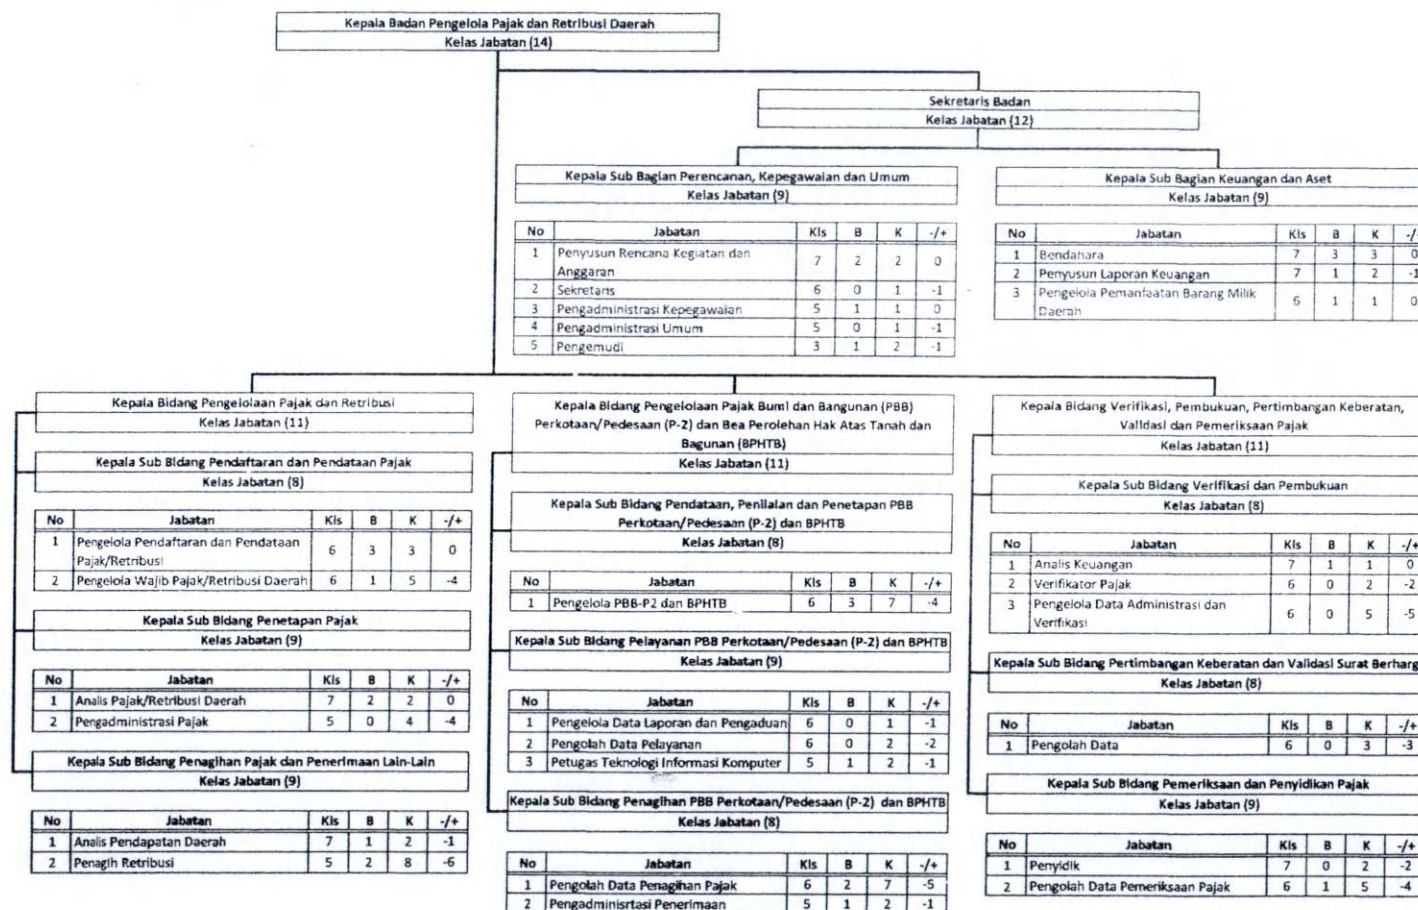 Kepala Badan Pengelola Pajak dan Retribusi Daerah
Kelas Jabatan (14)
Sekretaris Badan
Kelas Jabatan (12)
Kepala Sub Bagian Perencanan, Kepegawaian dan Umum
Kelas Jabatan (9)
No Jabatan Kls B K -/+
1 Penyusun Rencana Kegiatan dan 7 2 2 0
Anggaran
2 Sekretaris 6 0 1 -1
3 Pengadministrasi Kepegawaian 5 1 1 0
4 Pengadministrasi Umum 5 0 1 -1
5 Pengemudi 3 1 2 -1
Kepala Sub Bagian Keuangan dan Aset
Kelas Jabatan (9)
No Jabatan Kls B K -/+
1 Bendahara 7 3 3 0
2 Penyusun Laporan Keuangan 7 1 2 -1
3 Pengelola Pemanfaatan Barang Milik 6 1 1 0
Daerah
Kepala Bidang Pengelolaan Pajak dan Retribusi
Kelas Jabatan (11)
Kepala Sub Bidang Pendaftaran dan Pendataan Pajak
Kelas Jabatan (8)
No Jabatan Kls B K -/+
1 Pengelola Pendaftaran dan Pendataan 6 3 3 0
Pajak/Retribusi
2 Pengelola Wajib Pajak/Retribusi Daerah 6 1 5 -4
Kepala Sub Bidang Penetapan Pajak
Kelas Jabatan (9)
No Jabatan Kls B K -/+
1 Analis Pajak/Retribusi Daerah 7 2 2 0
2 Pengadministrasi Pajak 5 0 4 -4
Kepala Sub Bidang Penagihan Pajak dan Penerimaan Lain-Lain
Kelas Jabatan (9)
No Jabatan Kls B K -/+
1 Analis Pendapatan Daerah 7 1 2 -1
2 Penagih Retribusi 5 2 8 -6
Kepala Bidang Pengelolaan Pajak Bumi dan Bangunan (PBB)
Perkotaan/Pedesaan (P-2) dan Bea Perolehan Hak Atas Tanah dan
Bagunan (BPHTB)
Kelas Jabatan (11)
Kepala Sub Bidang Pendataan, Penilaian dan Penetapan PBB
Perkotaan/Pedesaan (P-2) dan BPHTB
Kelas Jabatan (8)
No Jabatan Kls B K -/+
1 Pengelola PBB-P2 dan BPHTB 6 3 7 -4
Kepala Sub Bidang Pelayanan PBB Perkotaan/Pedesaan (P-2) dan BPHTB
Kelas Jabatan (9)
No Jabatan Kls B K -/+
1 Pengelola Data Laporan dan Pengaduan 6 0 1 -1
2 Pengolah Data Pelayanan 6 0 2 -2
3 Petugas Teknologi Informasi Komputer 5 1 2 -1
Kepala Sub Bidang Penagihan PBB Perkotaan/Pedesaan (P-2) dan BPHTB
Kelas Jabatan (8)
No Jabatan Kls B K -/+
1 Pengolah Data Penagihan Pajak 6 2 7 -5
2 Pengadminisrtasi Penerimaan 5 1 2 -1
Kepala Bidang Verifikasi, Pembukuan, Pertimbangan Keberatan,
Validasi dan Pemeriksaan Pajak
Kelas Jabatan (11)
Kepala Sub Bidang Verifikasi dan Pembukuan
Kelas Jabatan (8)
No Jabatan Kls B K -/+
1 Analis Keuangan 7 1 1 0
2 Verifikator Pajak 6 0 2 -2
3 Pengelola Data Administrasi dan 6 0 5 -5
Verifikasi
Kepala Sub Bidang Pertimbangan Keberatan dan Validasi Surat Berharg
Kelas Jabatan (8)
No Jabatan Kls B K -/+
1 Pengolah Data 6 0 3 -3
Kepala Sub Bidang Pemeriksaan dan Penyidikan Pajak
Kelas Jabatan (9)
No Jabatan Kls B K -/+
1 Penyidik 7 0 2 -2
2 Pengolah Data Pemeriksaan Pajak 6 1 5 -4